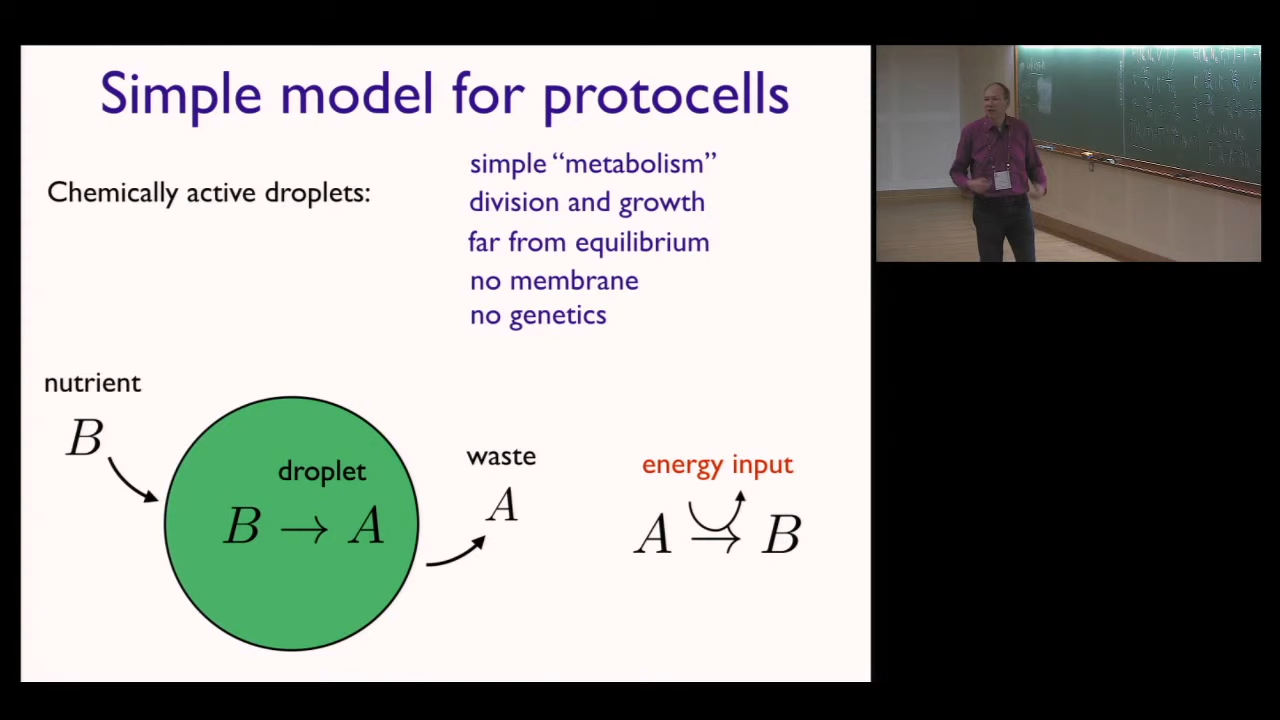 Simple model for protocells
Chemically active droplets:
simple “metabolism”
division and growth
far from equilibrium
no membrane
no genetics
nutrient
B
droplet
B → A
waste
A
energy input
A → B